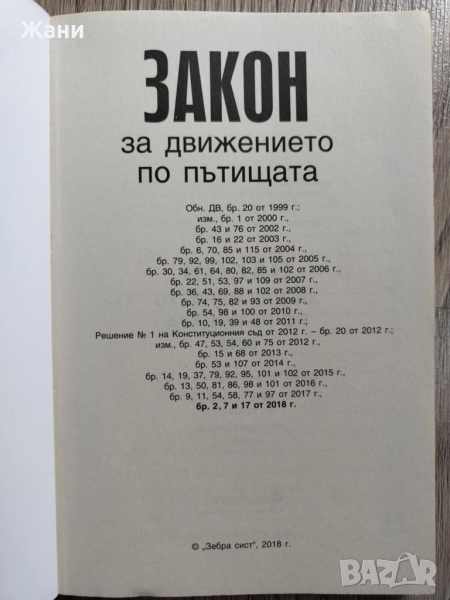 Жани
ЗАКОН
за движението
по пътищата
Обн. ДВ, бр. 20 от 1999 г.;
изм., бр. 1 от 2000 г.,
бр. 43 и 76 от 2002 г.,
бр. 16 и 22 от 2003 г.,
бр. 6, 70, 85 и 115 от 2004 г.,
бр. 79, 92, 99, 102, 103 и 105 от 2005 г.,
бр. 30, 34, 61, 64, 80, 82, 85 и 102 от 2006 г.,
бр. 22, 51, 53, 97 и 109 от 2007 г.,
бр. 36, 43, 69, 88 и 102 от 2008 г.,
бр. 74, 75, 82 и 93 от 2009 г.,
бр. 54, 98 и 100 от 2010 г.,
бр. 10, 19, 39 и 48 от 2011 г.;
Решение № 1 на Конституционния съд от 2012 г. – бр. 20 от 2012 г.;
изм., бр. 47, 53, 54, 60 и 75 от 2012 г.,
бр. 15 и 68 от 2013 г.,
бр. 53 и 107 от 2014 г.,
бр. 14, 19, 37, 79, 92, 95, 101 и 102 от 2015 г.,
бр. 13, 50, 81, 86, 98 и 101 от 2016 г.,
бр. 9, 11, 54, 58, 77 и 97 от 2017 г.,
бр. 2, 7 и 17 от 2018 г.
© „Зебра сист“, 2018 г.
BAZAR